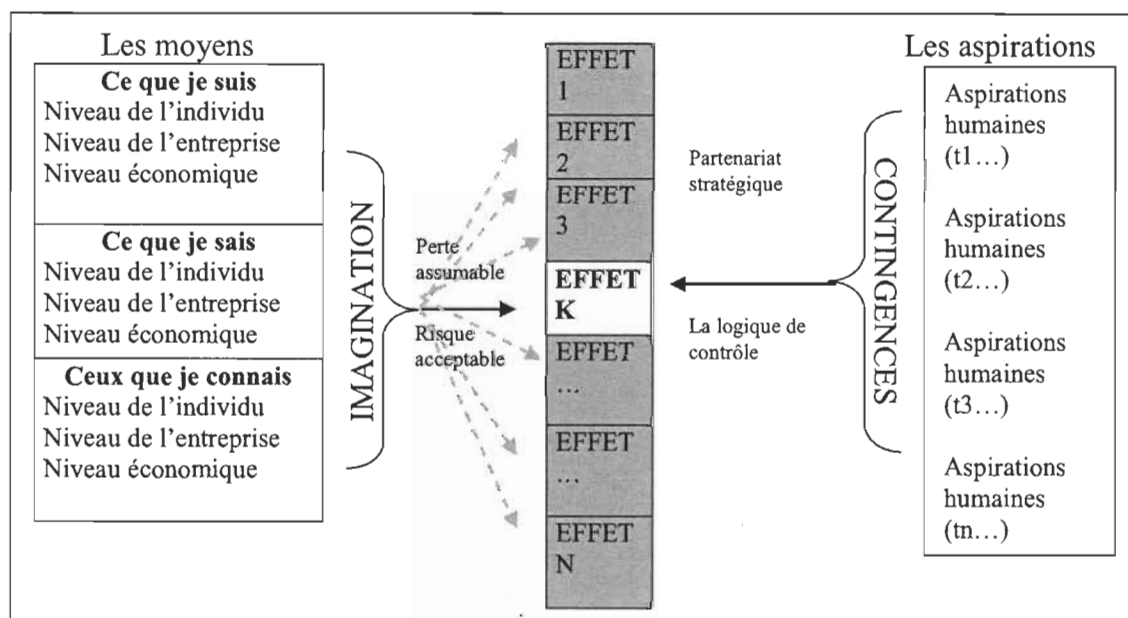 Les moyens
Ce que je suis
Niveau de l'individu
Niveau de l'entreprise
Niveau économique
Ce que je sais
Niveau de l'individu
Niveau de l'entreprise
Niveau économique
Ceux que je connais
Niveau de l'individu
Niveau de l'entreprise
Niveau économique
IMAGINATION
Perte
assumable
Risque
acceptable
EFFET
1
EFFET
2
EFFET
3
EFFET
K
EFFET
...
EFFET
...
EFFET
N
Partenariat
stratégique
La logique de
contrôle
CONTINGENCES
Les aspirations
Aspirations
humaines
(t1...)
Aspirations
humaines
(t2...)
Aspirations
humaines
(t3...)
Aspirations
humaines
(tn...)